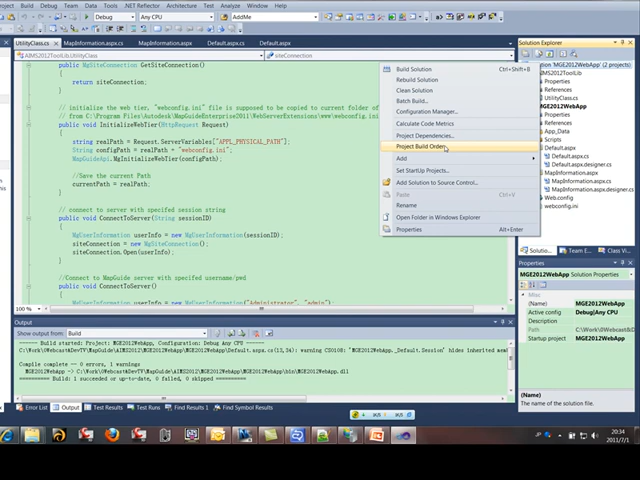 Project Build Debug Team Data Tools .NET Reflector Architecture Test Analyze Window Help
Debug Any CPU AddMe
UtilityClass.cs MapInformation.aspx.cs MapInformation.aspx Default.aspx.cs Default.aspx
AIMS2012ToolLib.UtilityClass siteConnection
public MgSiteConnection GetSiteConnection()
{
return siteConnection;
}
// initialize the web tier, "webconfig.ini" file is supposed to be copied to current folder of
// from C:\Program Files\Autodesk\MapGuideEnterprise2011\WebServerExtensions\www\webconfig.ini
public void InitializeWebTier(HttpRequest Request)
{
string realPath = Request.ServerVariables["APPL_PHYSICAL_PATH"];
String configPath = realPath + "webconfig.ini";
MapGuideApi.MgInitializeWebTier(configPath);
//Save the current Path
currentPath = realPath;
}
// connect to server with specifed session string
public void ConnectToServer(String sessionID)
{
MgUserInformation userInfo = new MgUserInformation(sessionID);
siteConnection = new MgSiteConnection();
siteConnection.Open(userInfo);
}
//Connect to MapGuide server with specifed username/pwd
public void ConnectToServer()
{
MgUserInformation userInfo = new MgUserInformation("Administrator", "admin");
100 %
Build Solution Ctrl+Shift+B
Rebuild Solution
Clean Solution
Batch Build...
Configuration Manager...
Calculate Code Metrics
Project Dependencies...
Project Build Order...
Add
Set StartUp Projects...
Add Solution to Source Control...
Paste Ctrl+V
Rename
Open Folder in Windows Explorer
Properties Alt+Enter
Solution Explorer
Solution 'MGE2012WebApp' (2 projects)
AIMS2012ToolLib
Properties
References
UtilityClass.cs
MGE2012WebApp
Properties
References
App_Data
Scripts
Default.aspx
Default.aspx.cs
Default.aspx.designer.cs
MapInformation.aspx
MapInformation.aspx.cs
MapInformation.aspx.designer.cs
Web.config
webconfig.ini
Solutio... Team E... Class Vi...
Properties
MGE2012WebApp Solution Properties
Misc
(Name) MGE2012WebApp
Active config Debug|Any CPU
Description
Path
Startup project MGE2012WebApp
(Name)
The name of the solution file.
Output
Show output from: Build
------ Build started: Project: MGE2012WebApp, Configuration: Debug Any CPU ------
Compile complete -- 0 errors, 1 warnings
========== Build: 1 succeeded or up-to-date, 0 failed, 0 skipped ==========
Error List Output Test Results Test Runs Find Results 1 Find Symbol Results
JP
20:34
2011/7/1